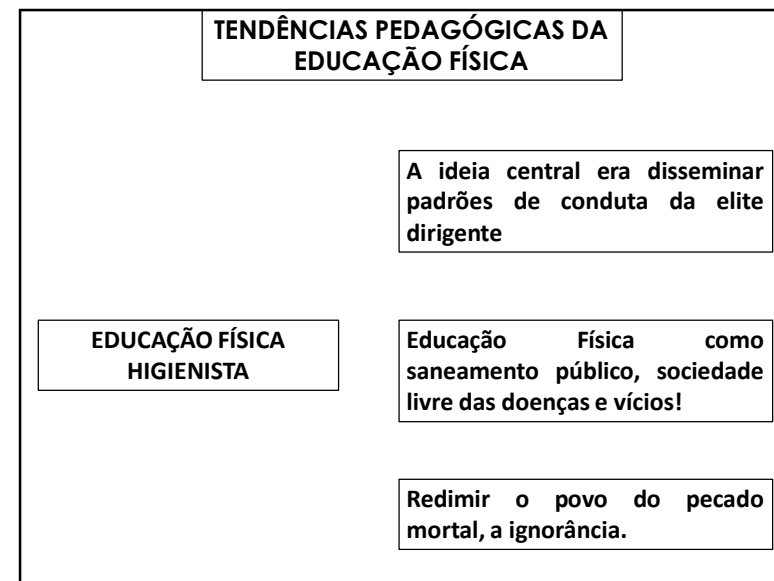 TENDÊNCIAS PEDAGÓGICAS DA
EDUCAÇÃO FÍSICA
A ideia central era disseminar
padrões de conduta da elite
dirigente
EDUCAÇÃO FÍSICA
HIGIENISTA
Educação Física como
saneamento público, sociedade
livre das doenças e vícios!
Redimir o povo do pecado
mortal, a ignorância.